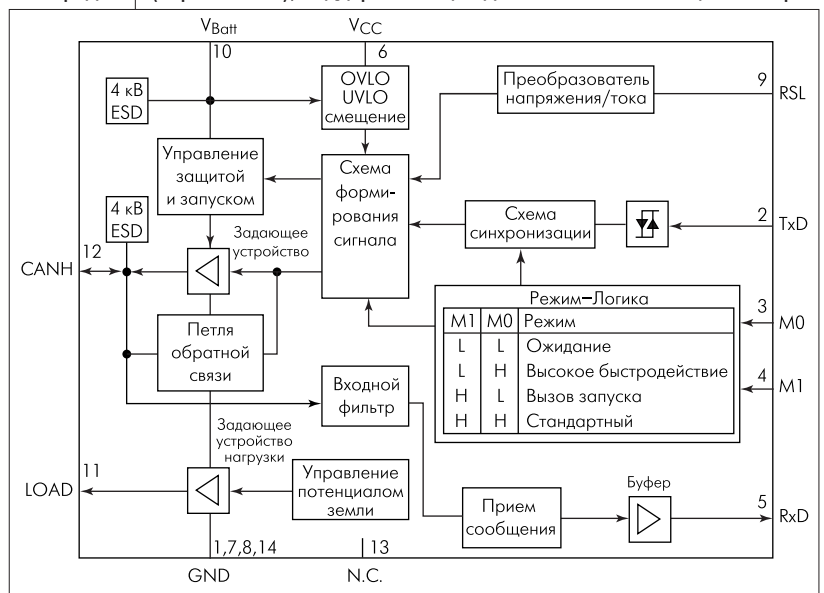 V_Batt
V_CC
10
6
4 кВ
ESD
OVLO
UVLO
смещение
Преобразователь
напряжения/тока
9
RSL
Управление
защитой
и запуском
Схема
форми-
рования
сигнала
4 кВ
ESD
12
CANH
Задающее
устройство
Схема
синхронизации
2
TxD
Петля
обратной
связи
Режим–Логика
M1 M0 Режим
L L Ожидание
L H Высокое быстродействие
H L Вызов запуска
H H Стандартный
3
M0
4
M1
Входной
фильтр
Задающее
устройство
нагрузки
11
LOAD
Управление
потенциалом
земли
Прием
сообщения
Буфер
5
RxD
1,7,8,14
13
GND
N.C.